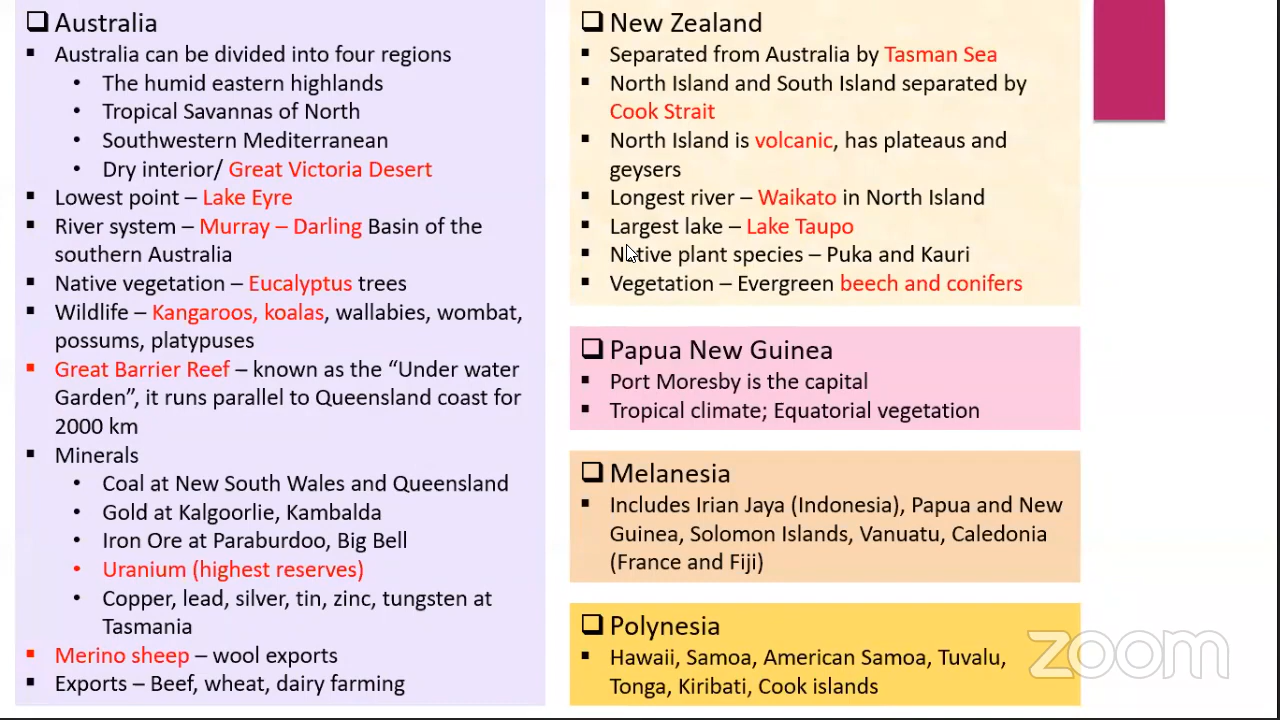 Australia
Australia can be divided into four regions
The humid eastern highlands
Tropical Savannas of North
Southwestern Mediterranean
Dry interior/ Great Victoria Desert
Lowest point – Lake Eyre
River system – Murray – Darling Basin of the
southern Australia
Native vegetation – Eucalyptus trees
Wildlife – Kangaroos, koalas, wallabies, wombat,
possums, platypuses
Great Barrier Reef – known as the “Under water
Garden”, it runs parallel to Queensland coast for
2000 km
Minerals
Coal at New South Wales and Queensland
Gold at Kalgoorlie, Kambalda
Iron Ore at Paraburdoo, Big Bell
Uranium (highest reserves)
Copper, lead, silver, tin, zinc, tungsten at
Tasmania
Merino sheep – wool exports
Exports – Beef, wheat, dairy farming
New Zealand
Separated from Australia by Tasman Sea
North Island and South Island separated by
Cook Strait
North Island is volcanic, has plateaus and
geysers
Longest river – Waikato in North Island
Largest lake – Lake Taupo
Native plant species – Puka and Kauri
Vegetation – Evergreen beech and conifers
Papua New Guinea
Port Moresby is the capital
Tropical climate; Equatorial vegetation
Melanesia
Includes Irian Jaya (Indonesia), Papua and New
Guinea, Solomon Islands, Vanuatu, Caledonia
(France and Fiji)
Polynesia
Hawaii, Samoa, American Samoa, Tuvalu,
Tonga, Kiribati, Cook islands
zoom